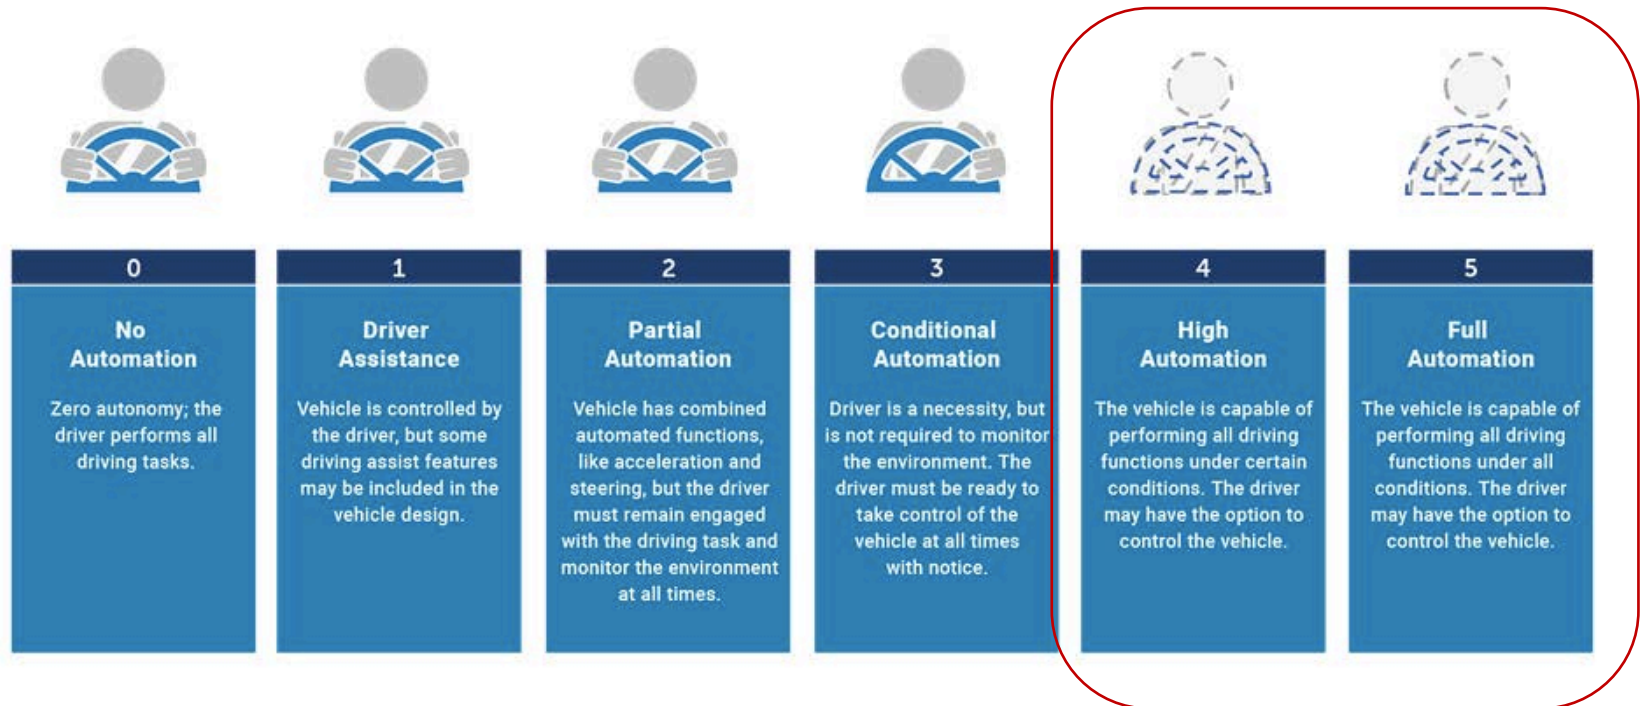 0
No
Automation
Zero autonomy; the
driver performs all
driving tasks.
1
Driver
Assistance
Vehicle is controlled by
the driver, but some
driving assist features
may be included in the
vehicle design.
2
Partial
Automation
Vehicle has combined
automated functions,
like acceleration and
steering, but the driver
must remain engaged
with the driving task and
monitor the environment
at all times.
3
Conditional
Automation
Driver is a necessity, but
is not required to monitor
the environment. The
driver must be ready to
take control of the
vehicle at all times
with notice.
4
High
Automation
The vehicle is capable of
performing all driving
functions under certain
conditions. The driver
may have the option to
control the vehicle.
5
Full
Automation
The vehicle is capable of
performing all driving
functions under all
conditions. The driver
may have the option to
control the vehicle.